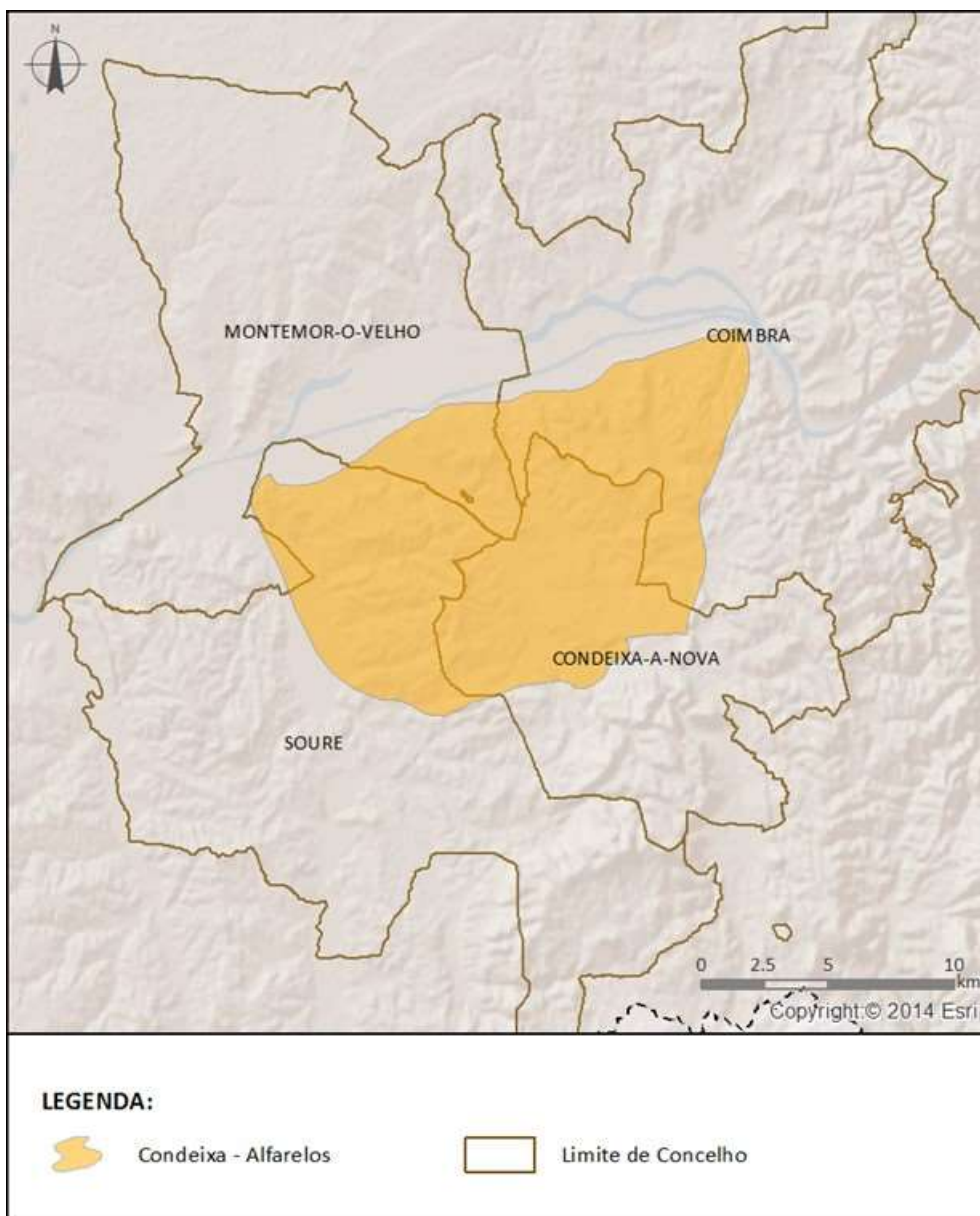 N
MONTEMOR-O-VELHO
COIMBRA
CONDEIXA-A-NOVA
SOURE
0 2.5 5 10
km
Copyright:© 2014 Esri
LEGENDA:
Condeixa - Alfarelos
Limite de Concelho